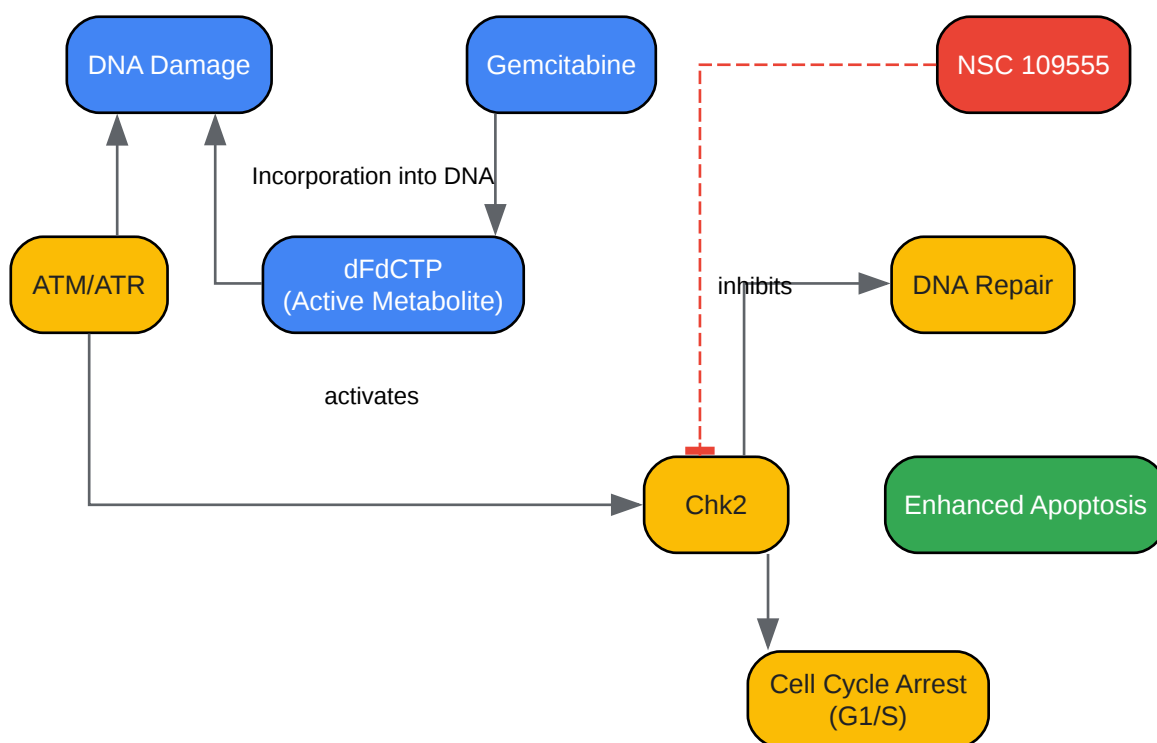 DNA Damage
Gemcitabine
NSC 109555
Incorporation into DNA
ATM/ATR
dFdCTP
(Active Metabolite)
inhibits
DNA Repair
activates
Chk2
Enhanced Apoptosis
Cell Cycle Arrest
(G1/S)